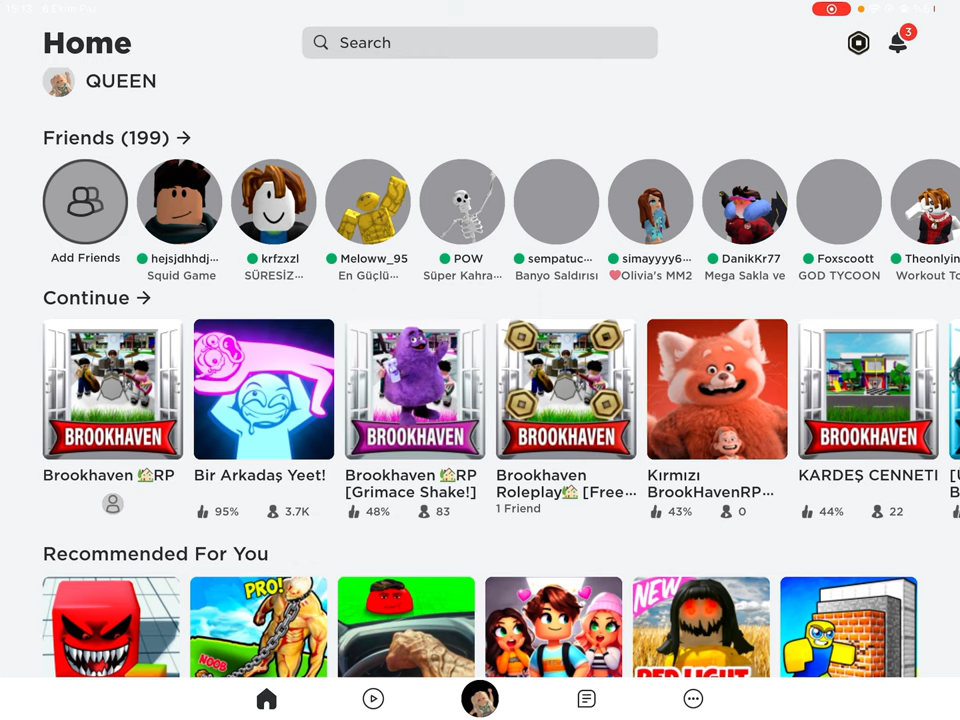 Home
Search
3
QUEEN
Friends (199) →
Add Friends
hejsjdhhdj...
Squid Game
krfzxzl
SÜRESİZ...
Meloww_95
En Güçlü...
POW
Süper Kahra...
sempatuc...
Banyo Saldırısı
simayyyy6...
❤Olivia's MM2
DanikKr77
Mega Sakla ve
Foxscoott
GOD TYCOON
Theonlyin
Workout To
Continue →
BROOKHAVEN
BROOKHAVEN
BROOKHAVEN
BROOKHAVEN
Brookhaven 🏡RP
Bir Arkadaş Yeet!
95% 3.7K
Brookhaven 🏡RP
[Grimace Shake!]
48% 83
Brookhaven
Roleplay🏡 [Free...
1 Friend
Kırmızı
BrookHavenRP...
43% 0
KARDEŞ CENNETI
44% 22
Recommended For You
PRO!
NOOB
NEW
RED LIGHT